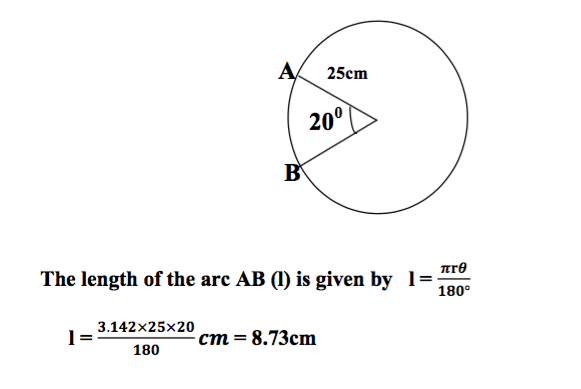 A 25cm
20⁰
B
The length of the arc AB (l) is given by l = πrθ/180°
l = 3.142×25×20/180 cm = 8.73cm